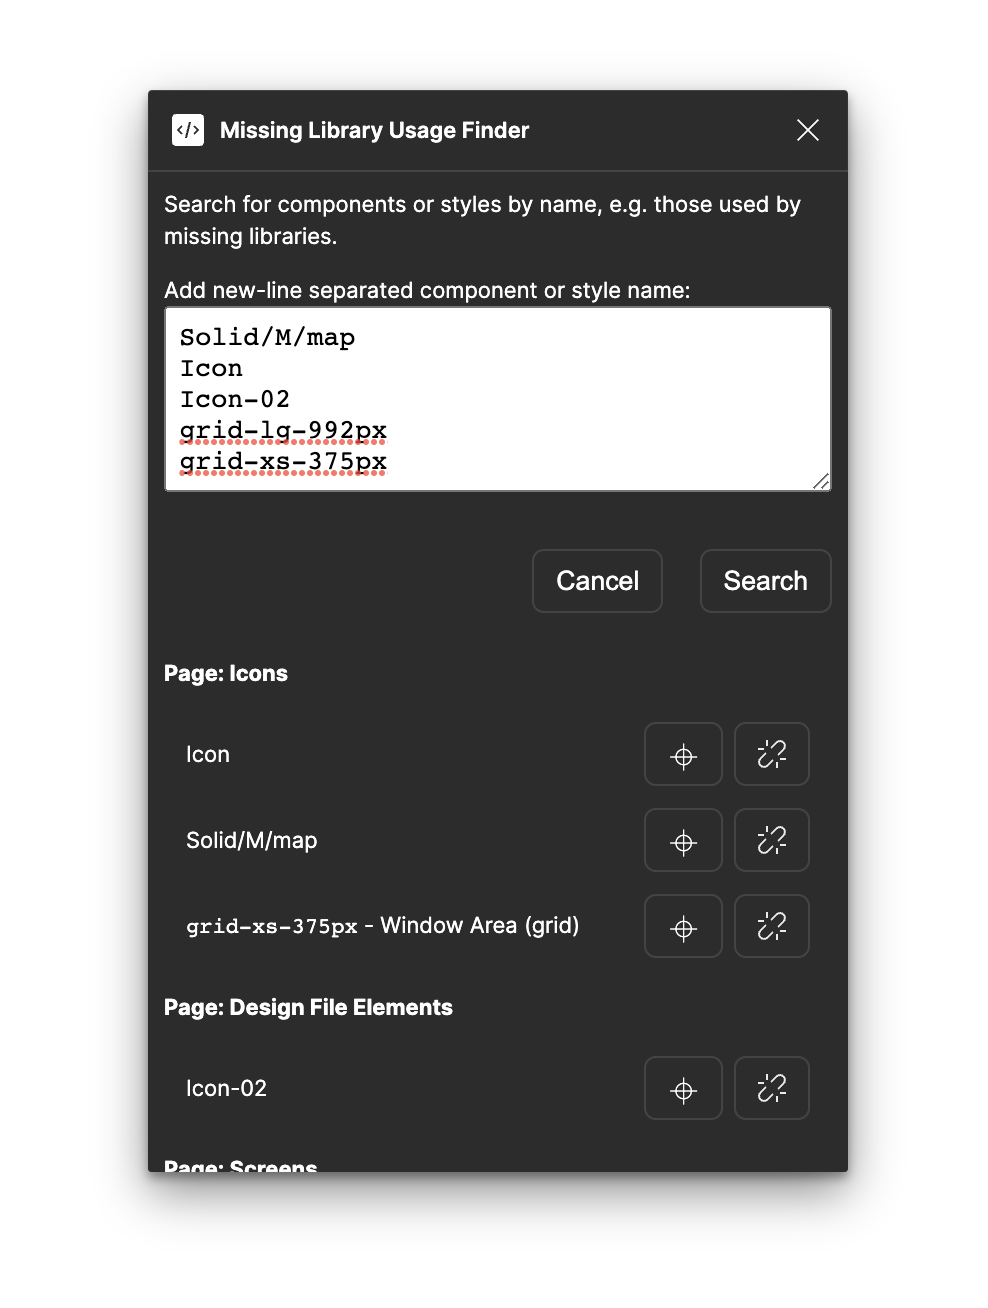 </> Missing Library Usage Finder
Search for components or styles by name, e.g. those used by
missing libraries.
Add new-line separated component or style name:
Solid/M/map
Icon
Icon-02
grid-lg-992px
grid-xs-375px
Cancel Search
Page: Icons
Icon
Solid/M/map
grid-xs-375px - Window Area (grid)
Page: Design File Elements
Icon-02
Page: Screens